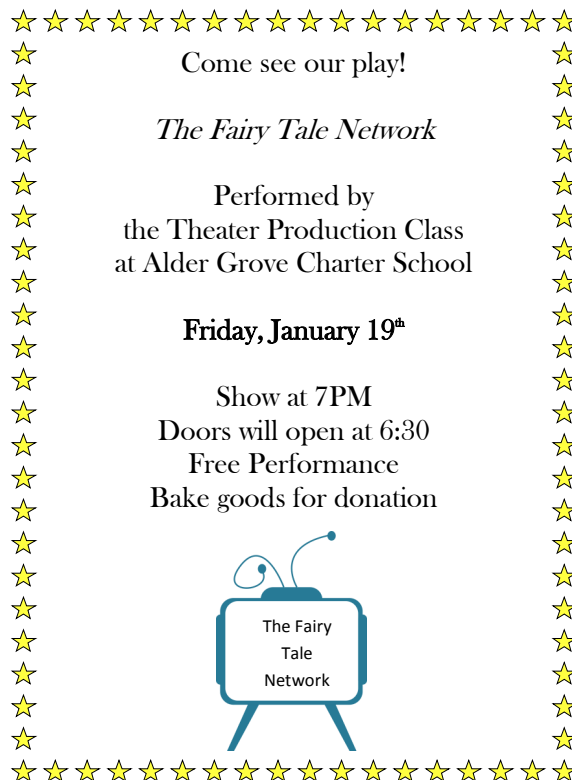 Come see our play!
The Fairy Tale Network
Performed by
the Theater Production Class
at Alder Grove Charter School
Friday, January 19th
Show at 7PM
Doors will open at 6:30
Free Performance
Bake goods for donation
The Fairy
Tale
Network